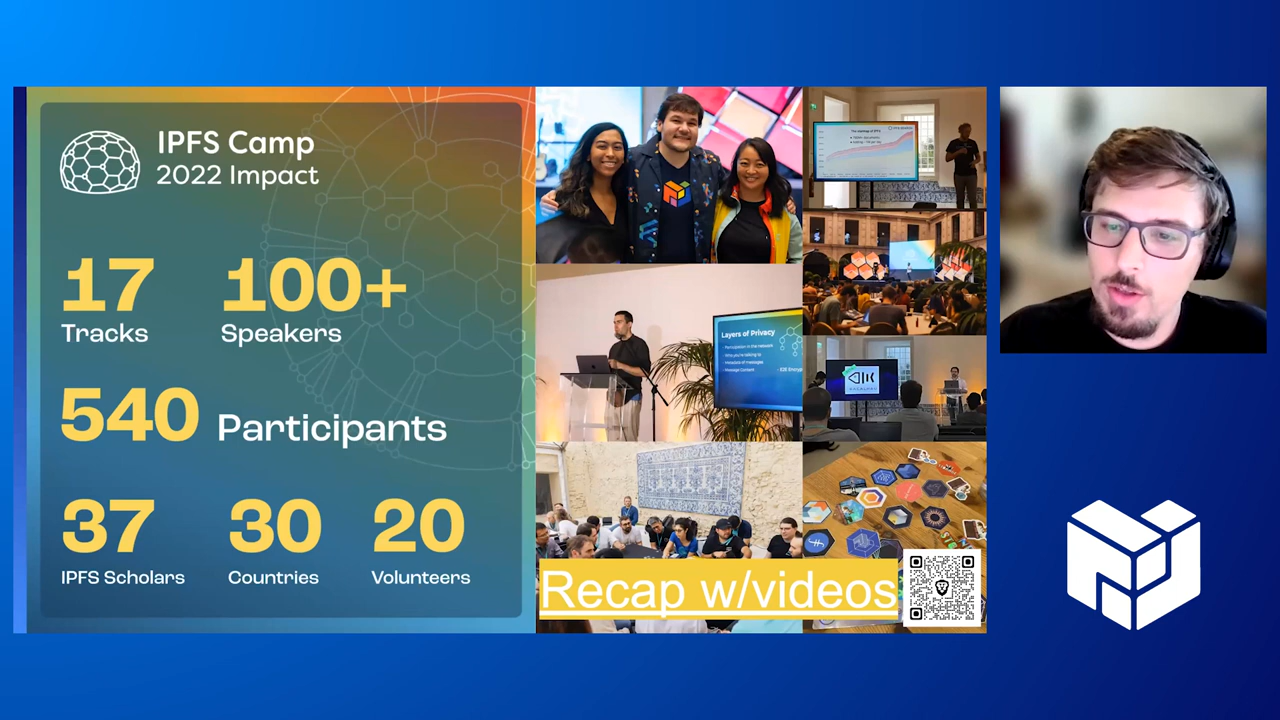 IPFS Camp
2022 Impact
17
Tracks
100+
Speakers
540 Participants
37
IPFS Scholars
30
Countries
20
Volunteers
Layers of Privacy
Recap w/videos